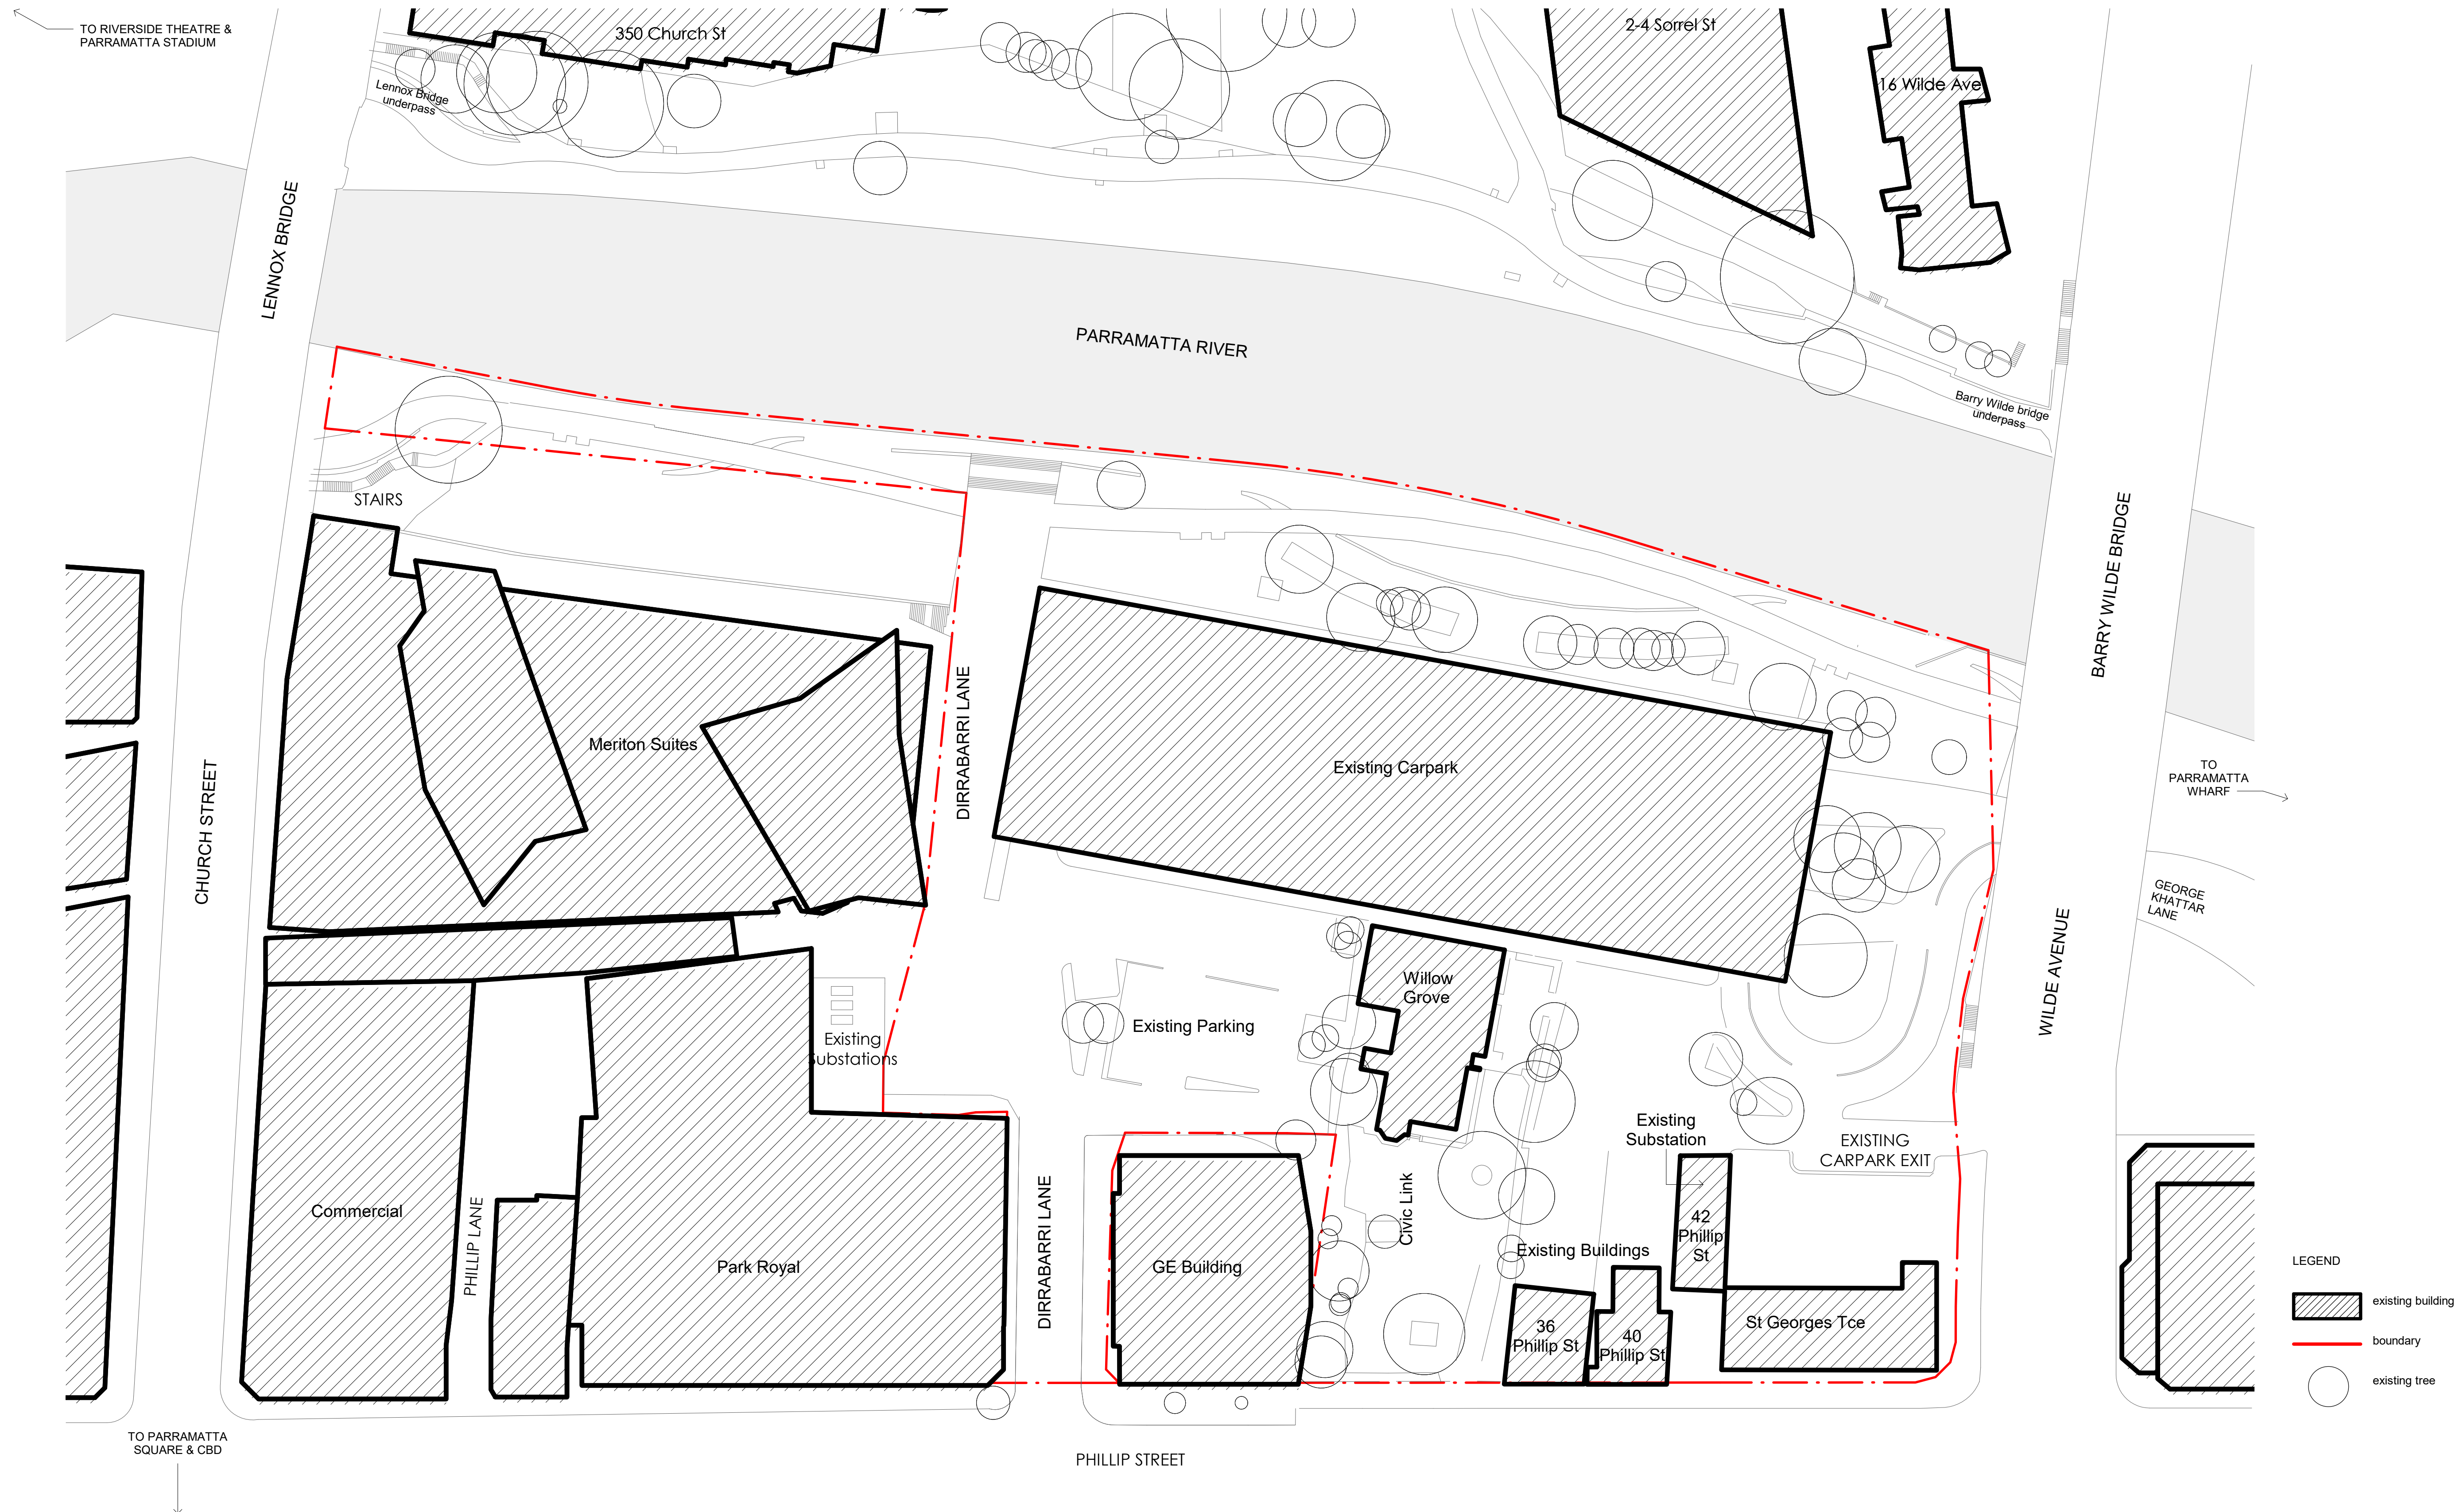 TO RIVERSIDE THEATRE &
PARRAMATTA STADIUM
350 Church St
2-4 Sorrel St
16 Wilde Ave
Lennox Bridge
underpass
LENNOX BRIDGE
PARRAMATTA RIVER
Barry Wilde bridge
underpass
STAIRS
BARRY WILDE BRIDGE
DIRRABARRI LANE
Meriton Suites
Existing Carpark
TO
PARRAMATTA
WHARF
CHURCH STREET
GEORGE
KHATTAR
LANE
WILDE AVENUE
Willow
Grove
Existing Parking
Existing
Substations
Existing
Substation
EXISTING
CARPARK EXIT
Commercial
PHILLIP LANE
Park Royal
DIRRABARRI LANE
GE Building
Civic Link
Existing Buildings
42
Phillip
St
36
Phillip St
40
Phillip St
St Georges Tce
LEGEND
existing building
boundary
existing tree
TO PARRAMATTA
SQUARE & CBD
PHILLIP STREET